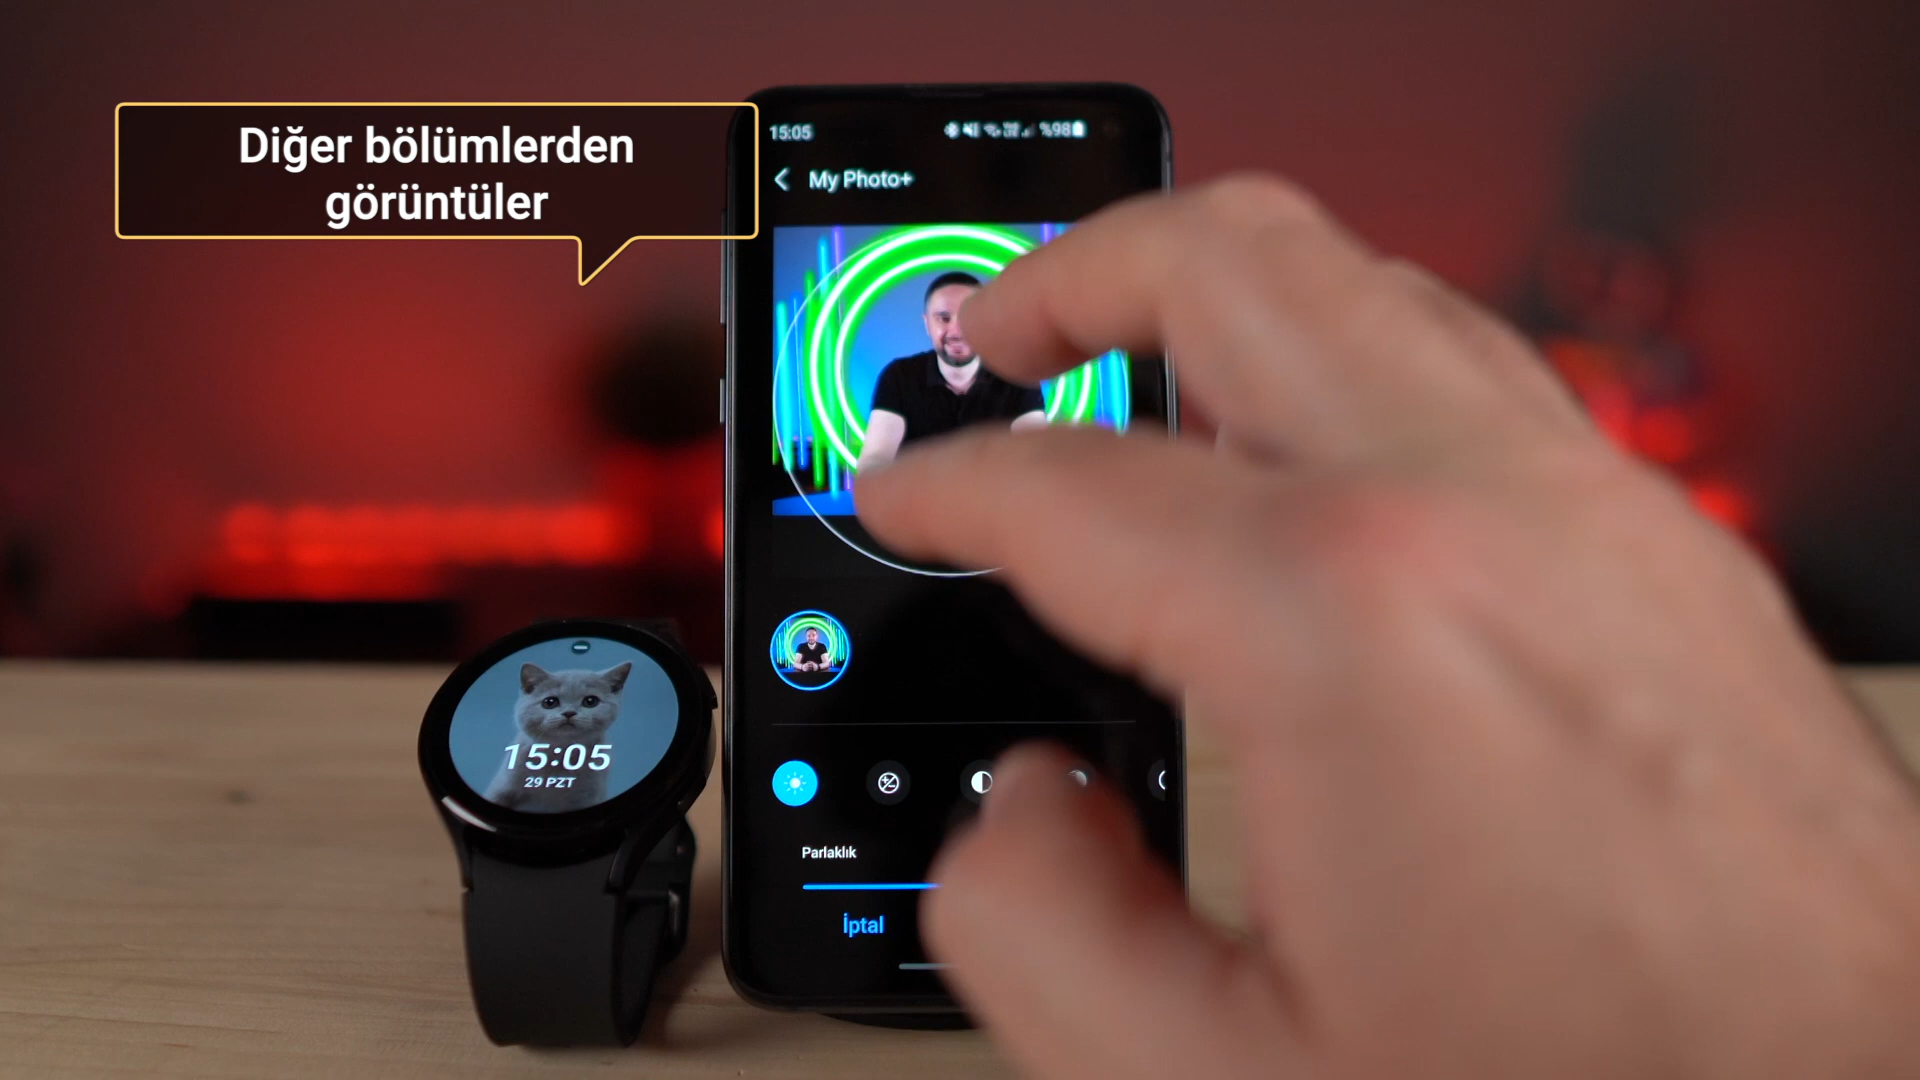 Diğer bölümlerden
görüntüler
15:05
%98
My Photo+
15:05
29 PZT
Parlaklık
İptal